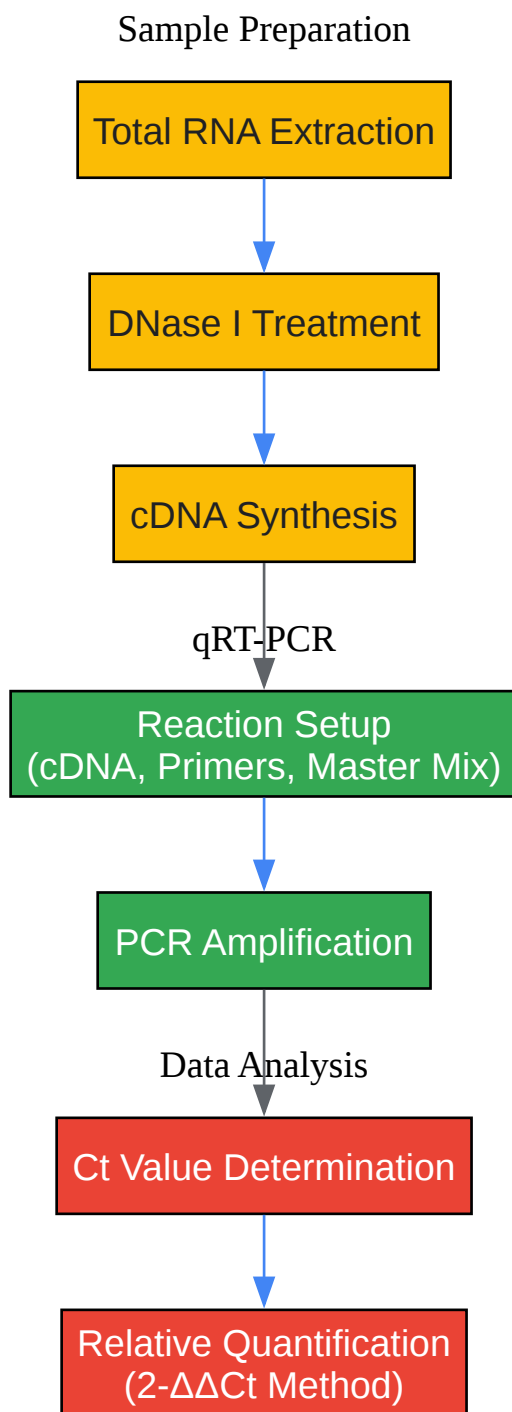 Sample Preparation
Total RNA Extraction
DNase I Treatment
cDNA Synthesis
qRT-PCR
Reaction Setup
(cDNA, Primers, Master Mix)
PCR Amplification
Data Analysis
Ct Value Determination
Relative Quantification
(2-ΔΔCt Method)